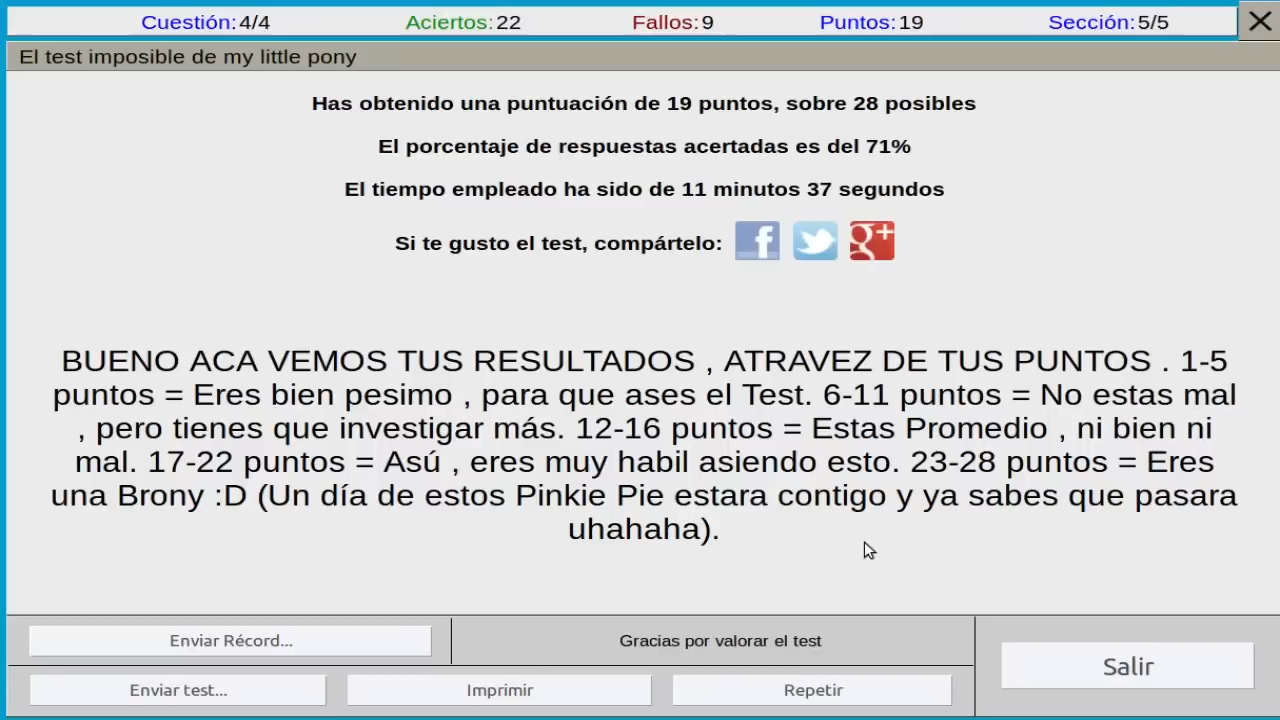 Cuestión: 4/4 Aciertos: 22 Fallos: 9 Puntos: 19 Sección: 5/5
El test imposible de my little pony
Has obtenido una puntuación de 19 puntos, sobre 28 posibles
El porcentaje de respuestas acertadas es del 71%
El tiempo empleado ha sido de 11 minutos 37 segundos
Si te gusto el test, compártelo: f g+
BUENO ACA VEMOS TUS RESULTADOS , ATRAVEZ DE TUS PUNTOS . 1-5
puntos = Eres bien pesimo , para que ases el Test. 6-11 puntos = No estas mal
, pero tienes que investigar más. 12-16 puntos = Estas Promedio , ni bien ni
mal. 17-22 puntos = Asú , eres muy habil asiendo esto. 23-28 puntos = Eres
una Brony :D (Un día de estos Pinkie Pie estara contigo y ya sabes que pasara
uhahaha).
Enviar Récord... Gracias por valorar el test
Salir
Enviar test... Imprimir Repetir